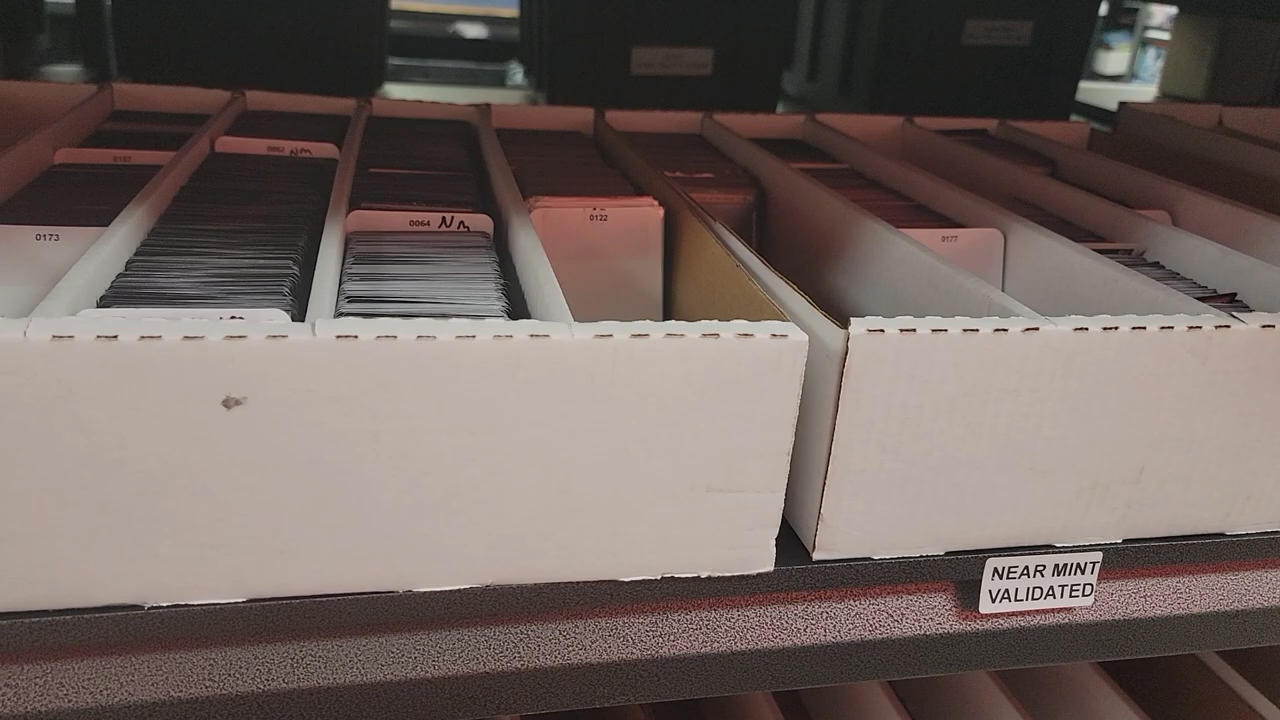 0062 Nm
0173
0064 Nm
0122
0177
NEAR MINT
VALIDATED